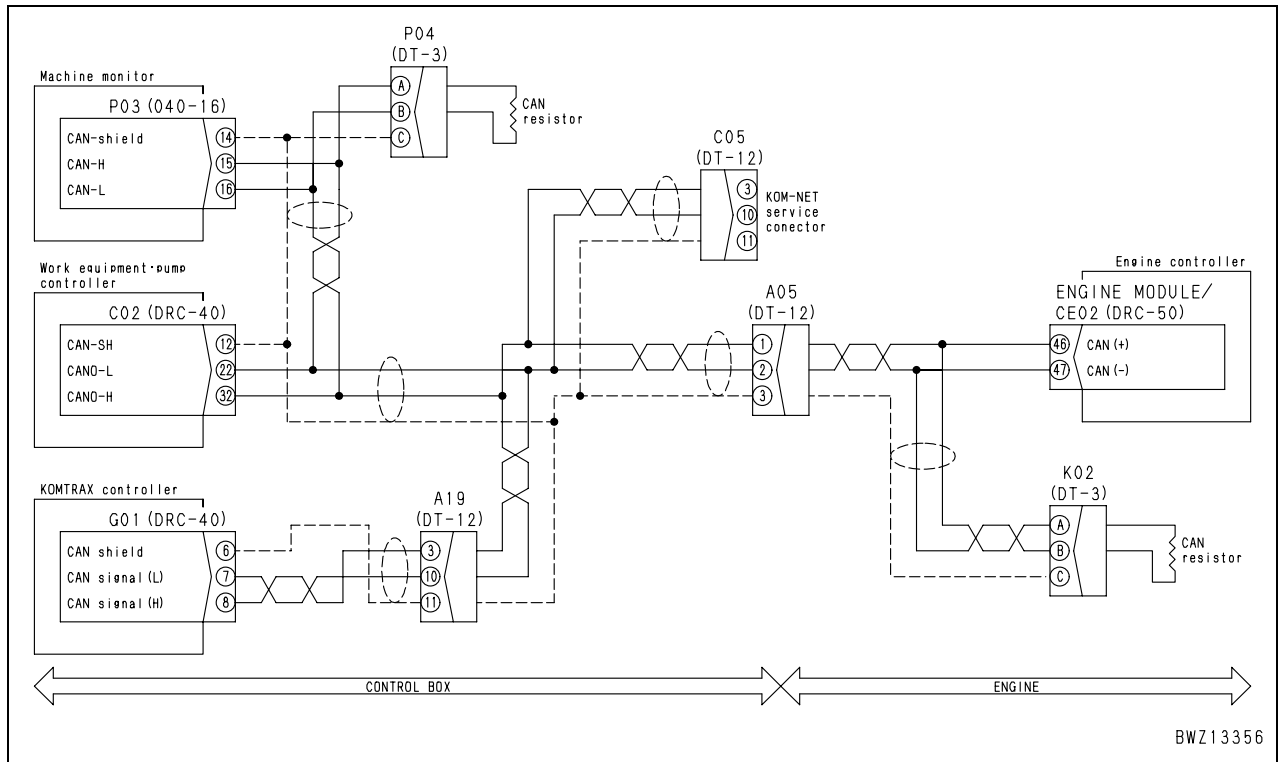 P04
(DT-3)
Machine monitor
P03 (040-16)
A
B
C
CAN
resistor
CAN-shield
14
CAN-H
15
CAN-L
16
C05
(DT-12)
3
10
11
KOM-NET
service
conector
Work equipment·pump
controller
C02 (DRC-40)
CAN-SH
12
CANO-L
22
CANO-H
32
A05
(DT-12)
1
2
3
Engine controller
ENGINE MODULE/
CE02 (DRC-50)
46
CAN (+)
47
CAN (-)
KOMTRAX controller
G01 (DRC-40)
CAN shield
6
CAN signal (L)
7
CAN signal (H)
8
A19
(DT-12)
3
10
11
K02
(DT-3)
A
B
C
CAN
resistor
CONTROL BOX
ENGINE
BWZ13356